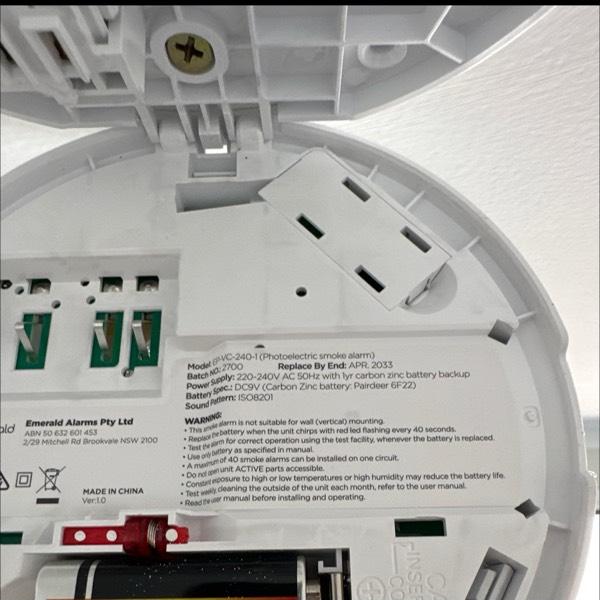 Model: EP-VC-240-1 (Photoelectric smoke alarm)
Batch NO.: 2700 Replace By End: APR. 2033
Power Supply: 220-240V AC 50Hz with 1yr carbon zinc battery backup
Battery Spec.: DC9V (Carbon Zinc battery: Pairdeer 6F22)
Sound Pattern: ISO8201
WARNING:
• This smoke alarm is not suitable for wall (vertical) mounting.
• Replace the battery when the unit chirps with red led flashing every 40 seconds.
• Test the alarm for correct operation using the test facility, whenever the battery is replaced.
• Use only battery as specified in manual.
• A maximum of 40 smoke alarms can be installed on one circuit.
• Do not open unit ACTIVE parts accessible.
• Constant exposure to high or low temperatures or high humidity may reduce the battery life.
• Test weekly, cleaning the outside of the unit each month, refer to the user manual.
• Read the user manual before installing and operating.
Emerald Alarms Pty Ltd
ABN 50 632 601 453
2/29 Mitchell Rd Brookvale NSW 2100
MADE IN CHINA
Ver:1.0